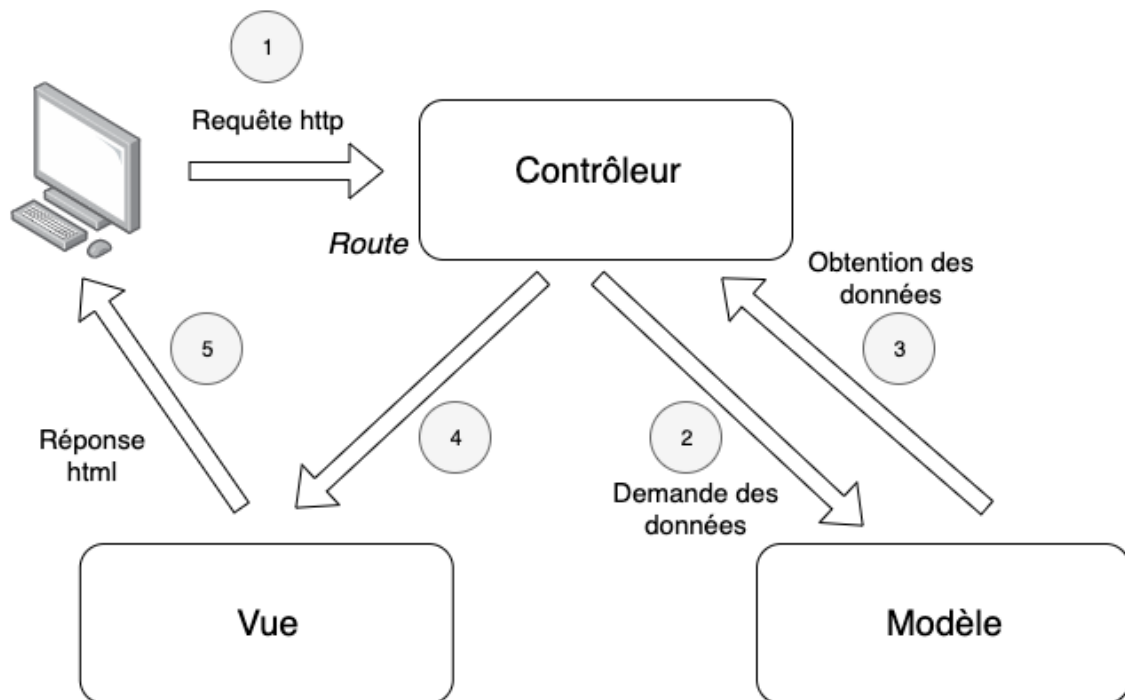 1
Requête http
Contrôleur
Route
Obtention des
données
3
5
4
2
Réponse
html
Demande des
données
Vue
Modèle